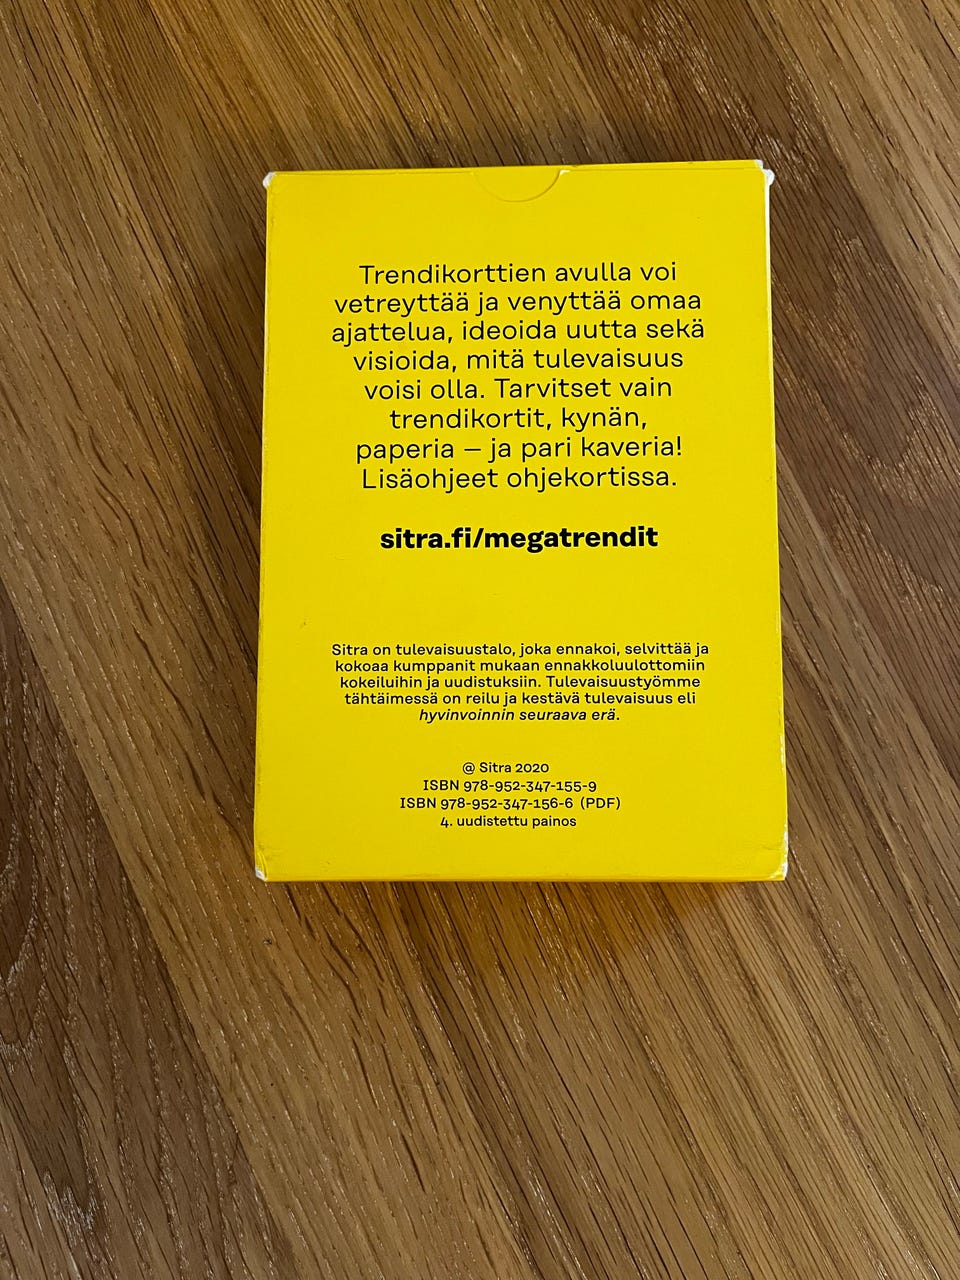 Trendikorttien avulla voi
vetreyttää ja venyttää omaa
ajattelua, ideoida uutta sekä
visioida, mitä tulevaisuus
voisi olla. Tarvitset vain
trendikortit, kynän,
paperia – ja pari kaveria!
Lisäohjeet ohjekortissa.
sitra.fi/megatrendit
Sitra on tulevaisuustalo, joka ennakoi, selvittää ja
kokoaa kumppanit mukaan ennakkoluulottomiin
kokeiluihin ja uudistuksiin. Tulevaisuustyömme
tähtäimessä on reilu ja kestävä tulevaisuus eli
hyvinvoinnin seuraava erä.
@ Sitra 2020
ISBN 978-952-347-155-9
ISBN 978-952-347-156-6 (PDF)
4. uudistettu painos